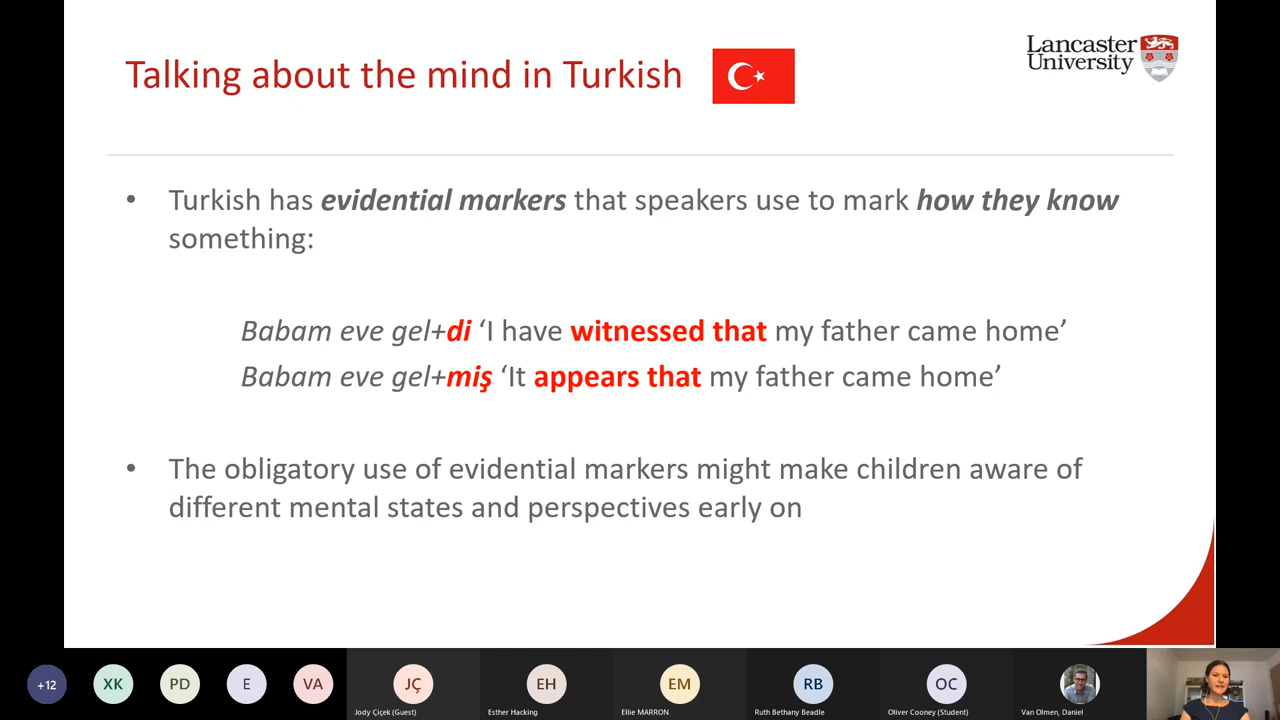 Talking about the mind in Turkish
Lancaster
University
• Turkish has evidential markers that speakers use to mark how they know
something:
Babam eve gel+di ‘I have witnessed that my father came home’
Babam eve gel+miş ‘It appears that my father came home’
• The obligatory use of evidential markers might make children aware of
different mental states and perspectives early on
+12
XK
PD
E
VA
JÇ
EH
EM
RB
OC
Jody Çiçek (Guest)
Esther Hacking
Ellie MARRON
Ruth Bethany Beadle
Oliver Cooney (Student)
Van Olmen, Daniel